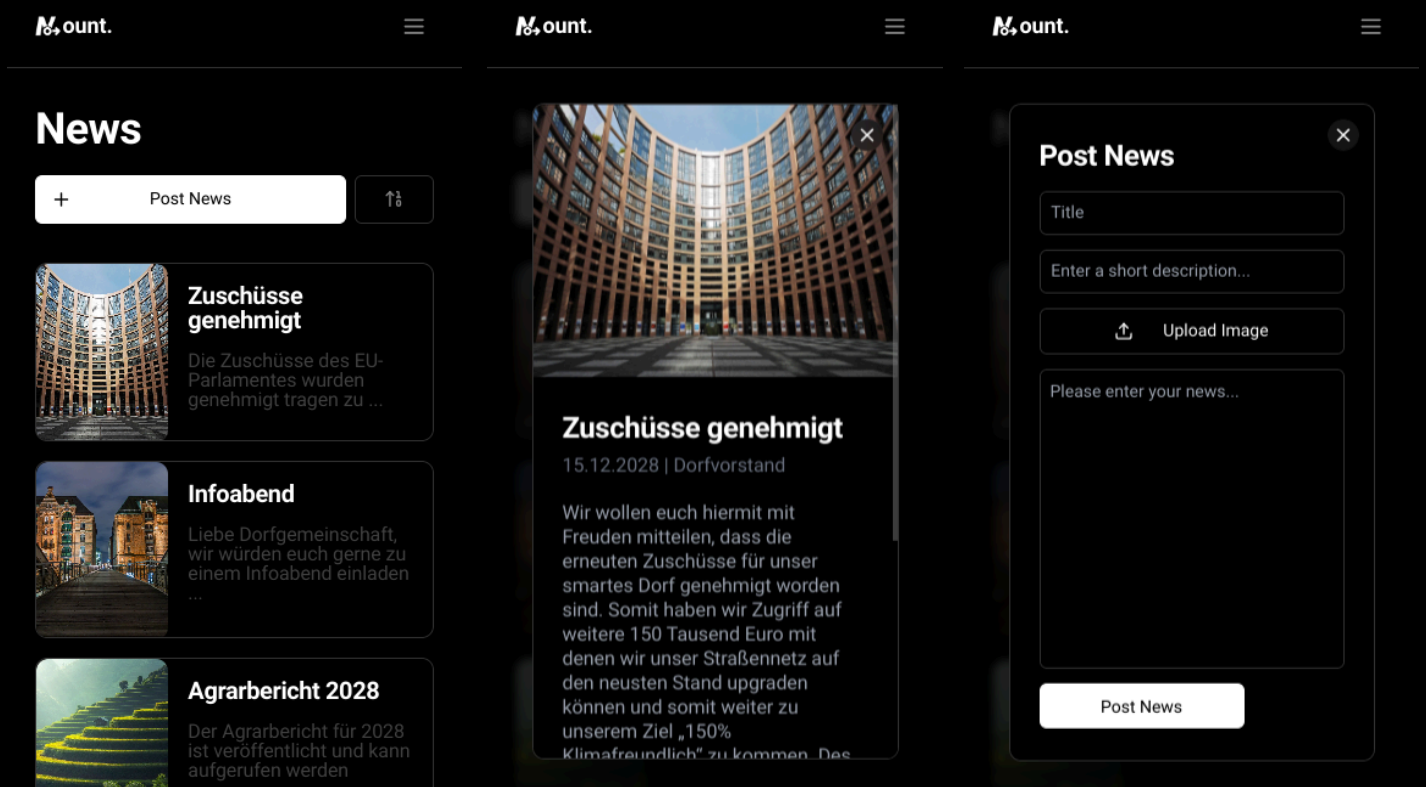 ount.
News
Post News
Zuschüsse
genehmigt
Die Zuschüsse des EU-
Parlamentes wurden
genehmigt tragen zu ...
Infoabend
Liebe Dorfgemeinschaft,
wir würden euch gerne zu
einem Infoabend einladen
...
Agrarbericht 2028
Der Agrarbericht für 2028
ist veröffentlicht und kann
aufgerufen werden
ount.
Zuschüsse genehmigt
15.12.2028 | Dorfvorstand
Wir wollen euch hiermit mit
Freuden mitteilen, dass die
erneuten Zuschüsse für unser
smartes Dorf genehmigt worden
sind. Somit haben wir Zugriff auf
weitere 150 Tausend Euro mit
denen wir unser Straßennetz auf
den neusten Stand upgraden
können und somit weiter zu
unserem Ziel „150%
Klimafreundlich” zu kommen. Des
ount.
Post News
Title
Enter a short description...
Upload Image
Please enter your news...
Post News